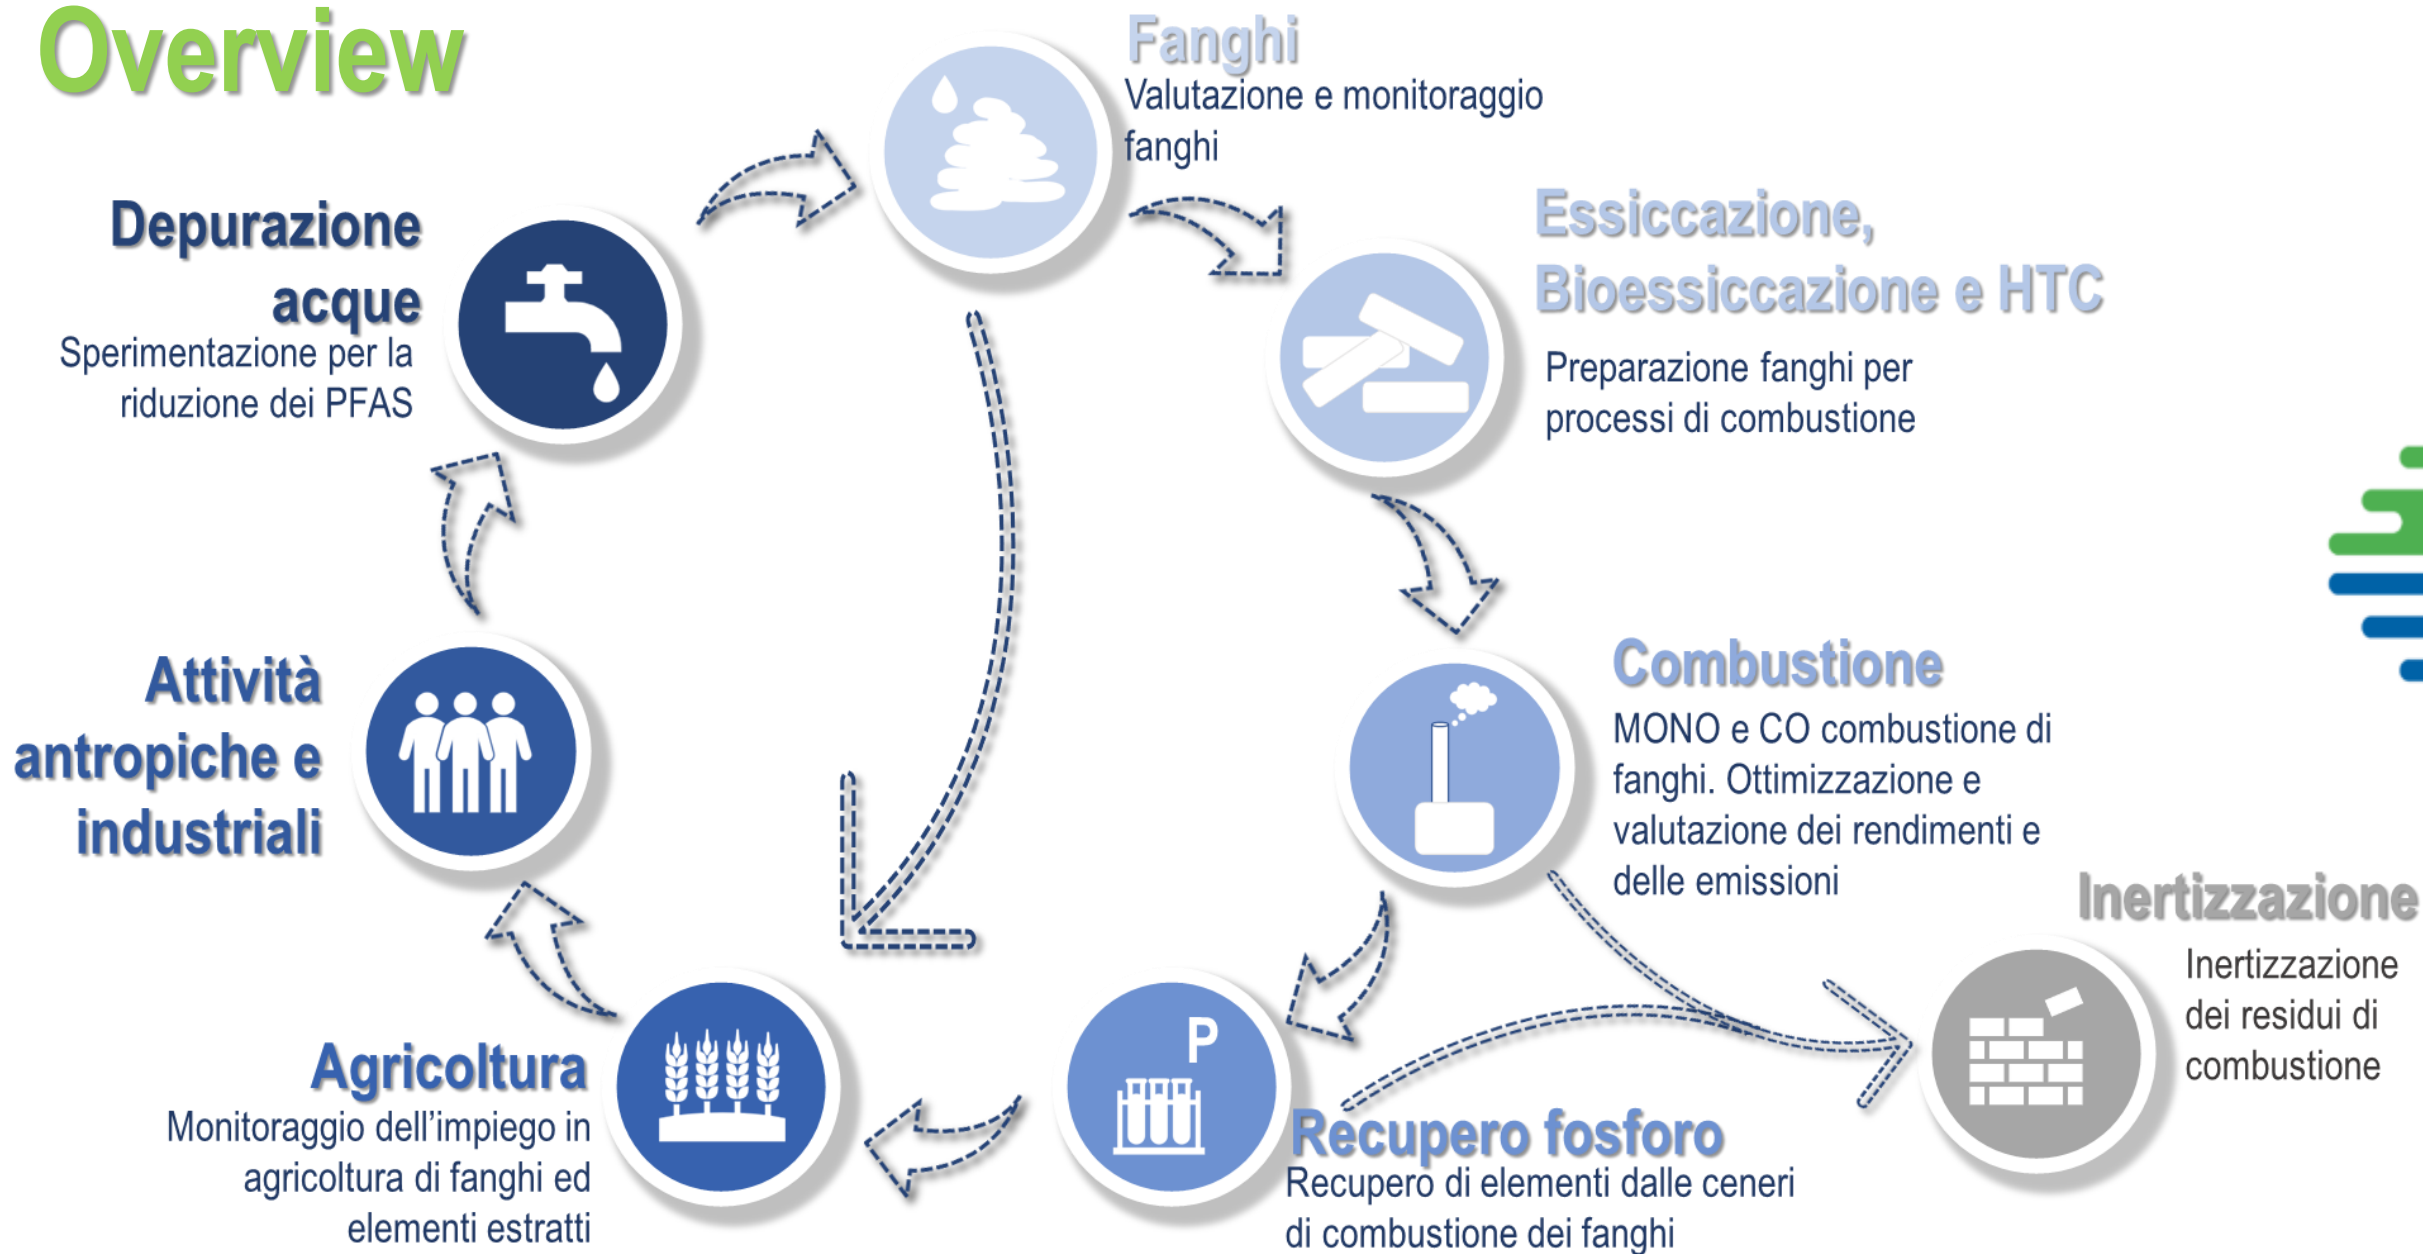 Overview
Fanghi
Valutazione e monitoraggio
fanghi
Essiccazione,
Bioessiccazione e HTC
Preparazione fanghi per
processi di combustione
Combustione
MONO e CO combustione di
fanghi. Ottimizzazione e
valutazione dei rendimenti e
delle emissioni
Inertizzazione
Inertizzazione
dei residui di
combustione
P
Recupero fosforo
Recupero di elementi dalle ceneri
di combustione dei fanghi
Agricoltura
Monitoraggio dell'impiego in
agricoltura di fanghi ed
elementi estratti
Attività
antropiche e
industriali
Depurazione
acque
Sperimentazione per la
riduzione dei PFAS